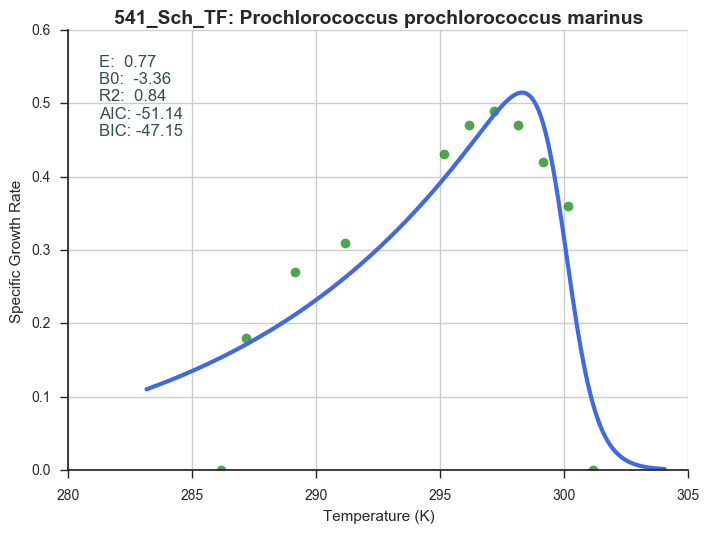 541_Sch_TF: Prochlorococcus prochlorococcus marinus
E:  0.77
B0:  -3.36
R2:  0.84
AIC: -51.14
BIC: -47.15
Specific Growth Rate
0.6
0.5
0.4
0.3
0.2
0.1
0.0
280 285 290 295 300 305
Temperature (K)